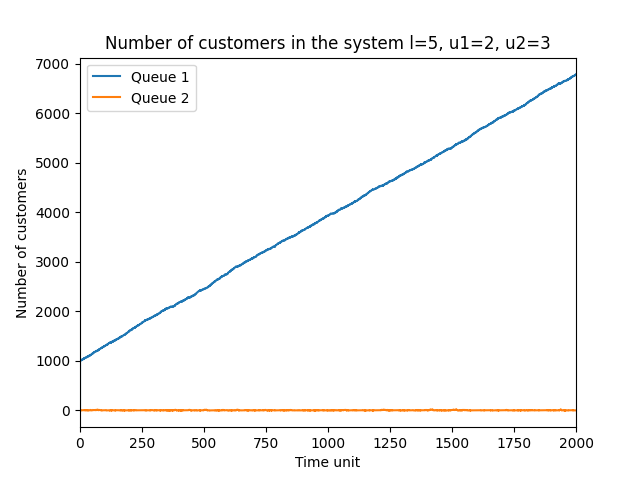 Number of customers in the system l=5, u1=2, u2=3
7000
6000
5000
4000
3000
2000
1000
0
Number of customers
Queue 1
Queue 2
0 250 500 750 1000 1250 1500 1750 2000
Time unit